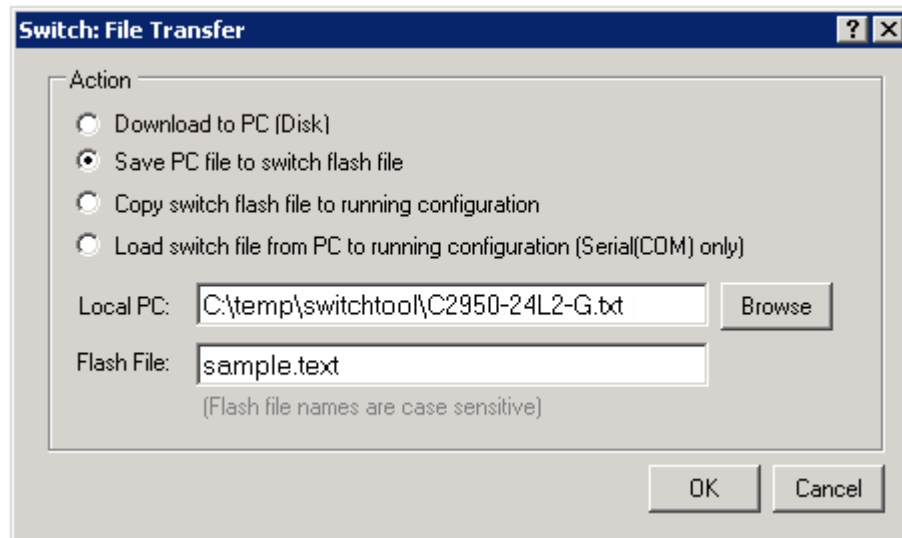 Switch: File Transfer
Action
Download to PC (Disk)
Save PC file to switch flash file
Copy switch flash file to running configuration
Load switch file from PC to running configuration (Serial(COM) only)
Local PC: C:\temp\switchtool\C2950-24L2-G.txt Browse
Flash File: sample.text
(Flash file names are case sensitive)
OK Cancel